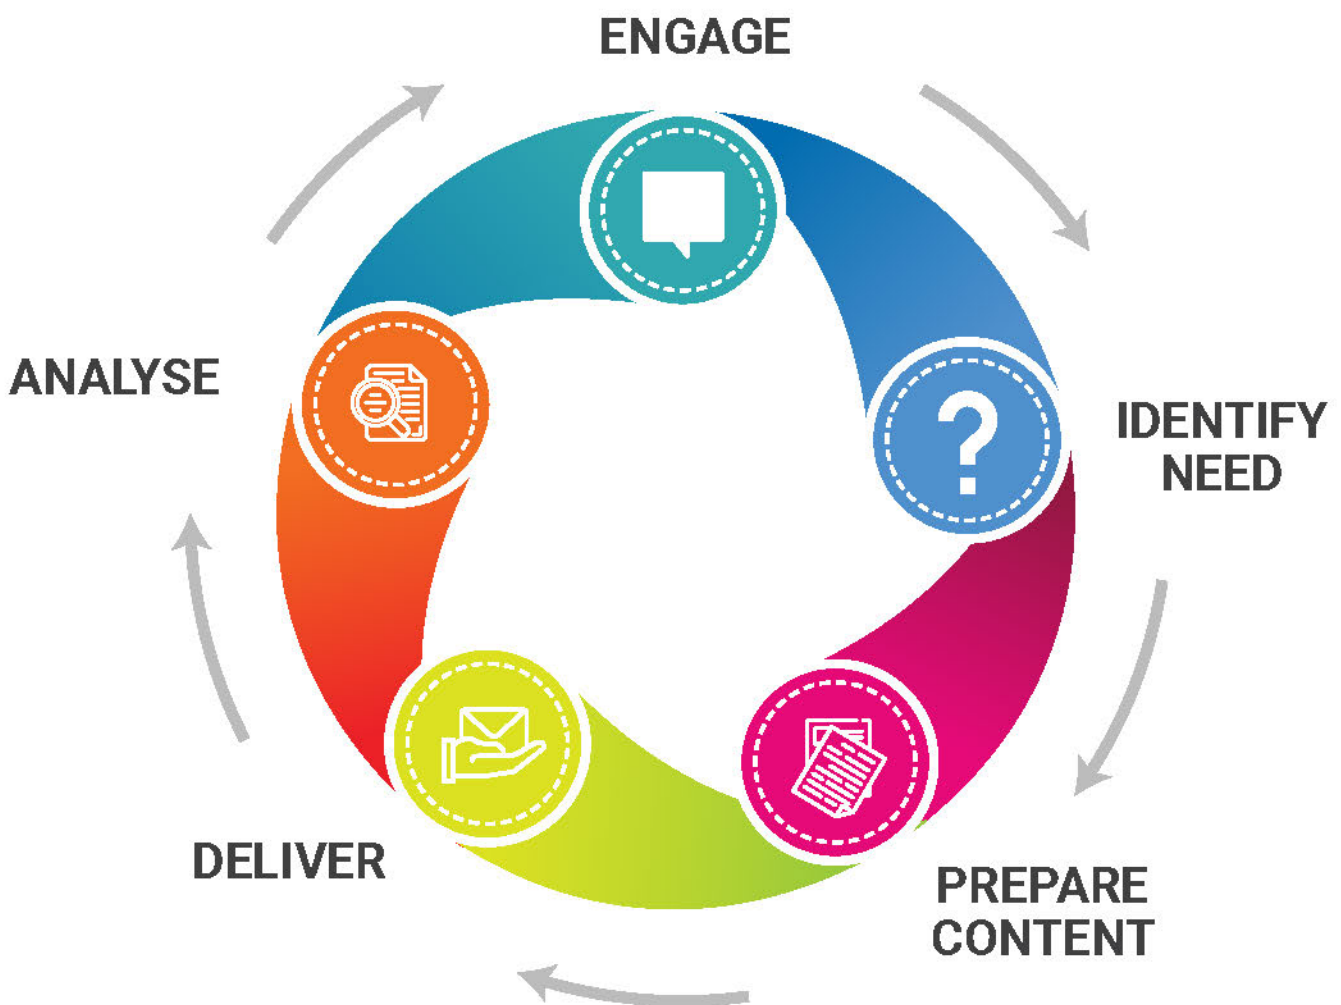 ENGAGE
IDENTIFY
NEED
PREPARE
CONTENT
DELIVER
ANALYSE
?